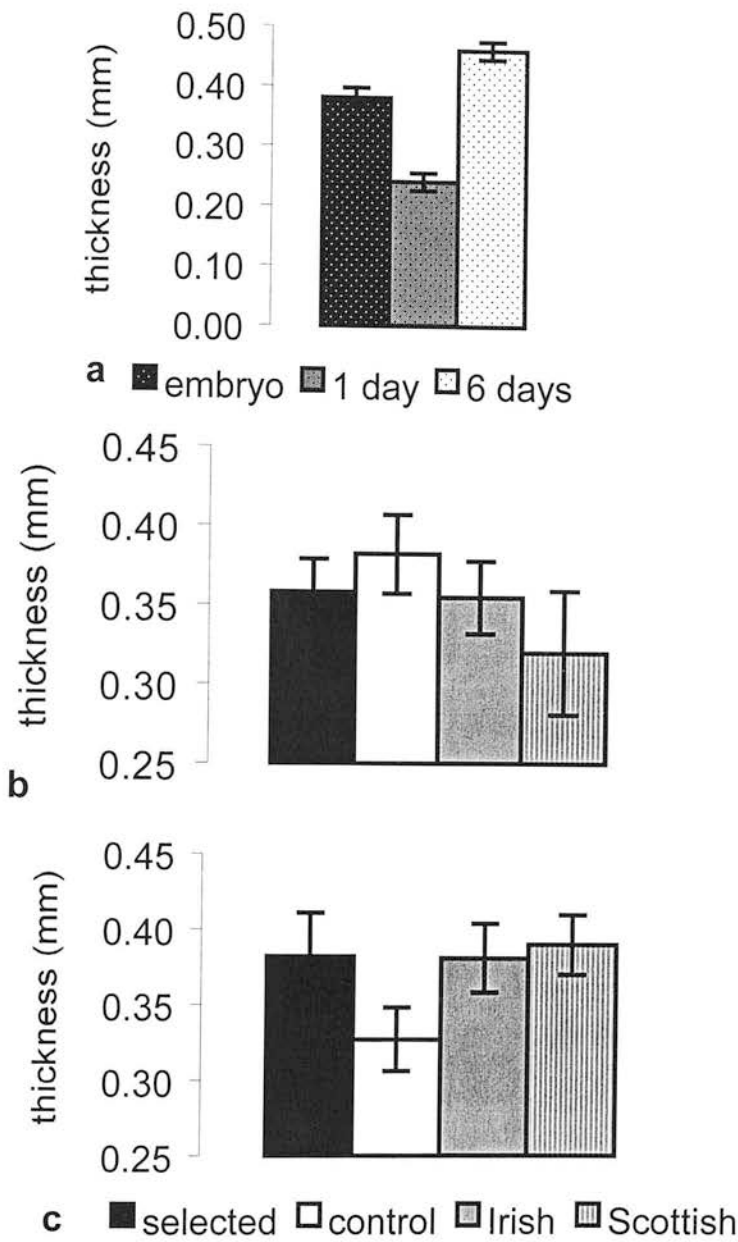 thickness (mm)
0.50
0.40
0.30
0.20
0.10
0.00
a
embryo 1 day 6 days
thickness (mm)
0.45
0.40
0.35
0.30
0.25
b
thickness (mm)
0.45
0.40
0.35
0.30
0.25
c
selected control Irish Scottish